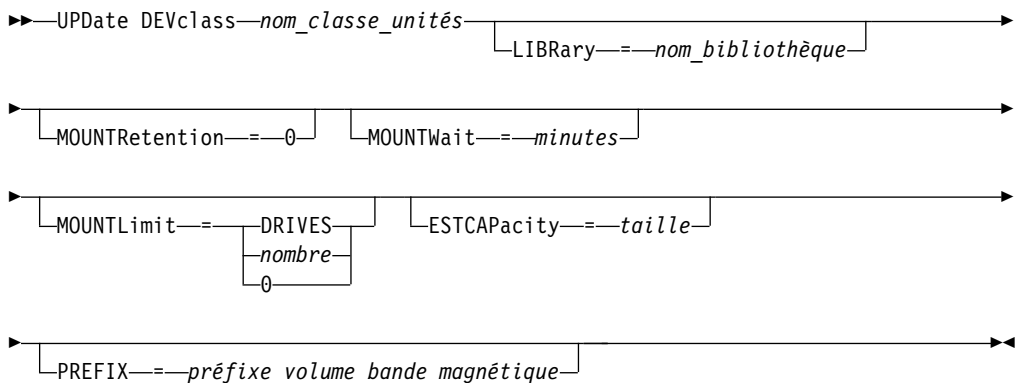 UPDate DEVclass nom_classe_unités
LIBRary = nom_bibliothèque
MOUNTRetention = 0 MOUNTWait = minutes
MOUNTLimit = DRIVES ESTCAPacity = taille
nombre
0
PREFIX = préfixe volume bande magnétique